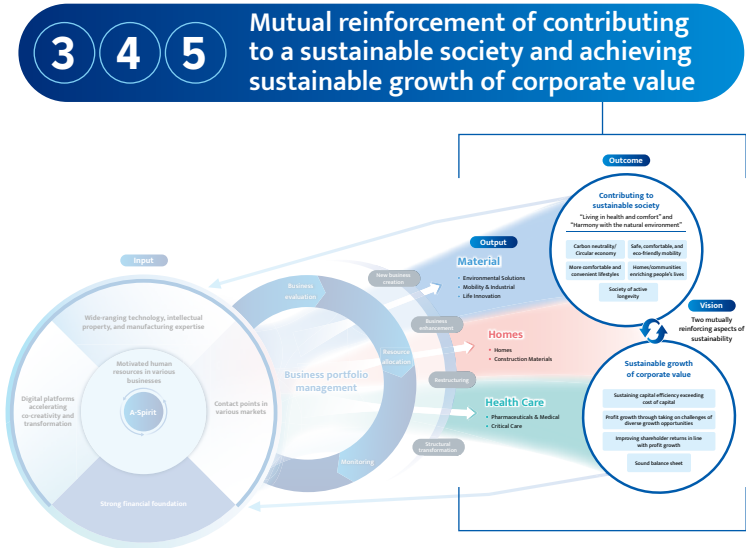 3 4 5
Mutual reinforcement of contributing
to a sustainable society and achieving
sustainable growth of corporate value
Input
Wide-ranging technology, intellectual
property, and manufacturing expertise
Motivated human
resources in various
businesses
Digital platforms
accelerating
co-creativity and
transformation
A-Spirit
Contact points in
various markets
Strong financial foundation
Business
evaluation
Resource
allocation
Monitoring
Business portfolio
management
New business
creation
Business
enhancement
Restructuring
Structural
transformation
Output
Material
• Environmental Solutions
• Mobility & Industrial
• Life Innovation
Homes
• Homes
• Construction Materials
Health Care
• Pharmaceuticals & Medical
• Critical Care
Outcome
Contributing to
sustainable society
"Living in health and comfort" and
"Harmony with the natural environment"
Carbon neutrality/
Circular economy
Safe, comfortable, and
eco-friendly mobility
More comfortable and
convenient lifestyles
Homes/communities
enriching people's lives
Society of active
longevity
Vision
Two mutually
reinforcing aspects of
sustainability
Sustainable growth
of corporate value
Sustaining capital efficiency exceeding
cost of capital
Profit growth through taking on challenges of
diverse growth opportunities
Improving shareholder returns in line
with profit growth
Sound balance sheet